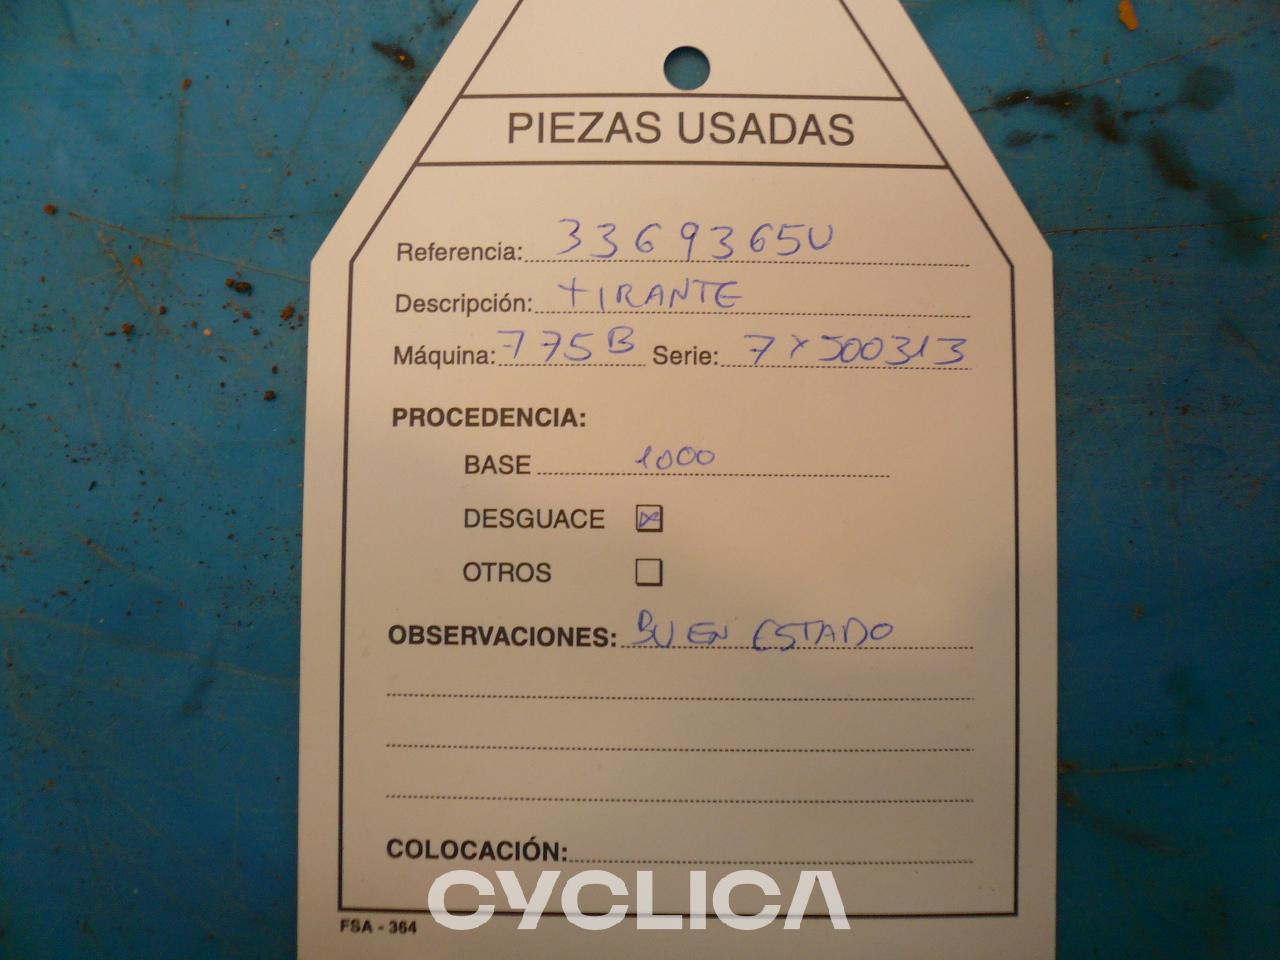 PIEZAS USADAS
Referencia: 3369365U
Descripción: TIRANTE
Máquina: 775B Serie: 7YJ00313
PROCEDENCIA:
BASE 1000
DESGUACE
OTROS
OBSERVACIONES: BUEN ESTADO
COLOCACIÓN:
CYCLICA
FSA - 364